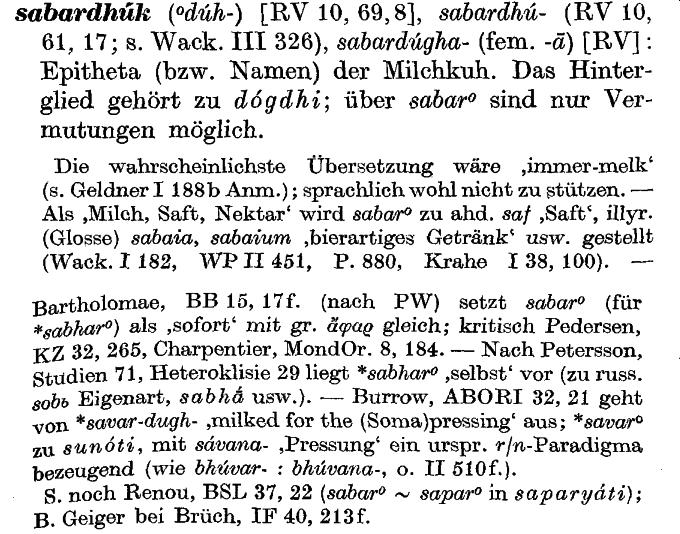 sabardhúk (°dúh-) [RV 10, 69, 8], sabardhú- (RV 10,
61, 17; s. Wack. III 326), sabardúgha- (fem. -ā) [RV]:
Epitheta (bzw. Namen) der Milchkuh. Das Hinter-
glied gehört zu dógdhi; über sabar° sind nur Ver-
mutungen möglich.
Die wahrscheinlichste Übersetzung wäre ‚immer-melk‘
(s. Geldner I 188b Anm.); sprachlich wohl nicht zu stützen. —
Als ‚Milch, Saft, Nektar‘ wird sabar° zu ahd. saf ‚Saft‘, illyr.
(Glosse) sabaia, sabaium ‚bierartiges Getränk‘ usw. gestellt
(Wack. I 182, WP II 451, P. 880, Krahe I 38, 100). —
Bartholomae, BB 15, 17f. (nach PW) setzt sabar° (für
*sabhar°) als ‚sofort‘ mit gr. ἄφαρ gleich; kritisch Pedersen,
KZ 32, 265, Charpentier, MondOr. 8, 184. — Nach Petersson,
Studien 71, Heteroklisie 29 liegt *sabhar° ‚selbst‘ vor (zu russ.
sobь Eigenart, sabhā́ usw.). — Burrow, ABORI 32, 21 geht
von *savar-dugh- ‚milked for the (Soma)pressing‘ aus; *savar°
zu sunóti, mit sávana- ‚Pressung‘ ein urspr. r/n-Paradigma
bezeugend (wie bhúvar- : bhúvana-, o. II 510f.).
S. noch Renou, BSL 37, 22 (sabar° ~ sapar° in saparyáti);
B. Geiger bei Brüch, IF 40, 213f.